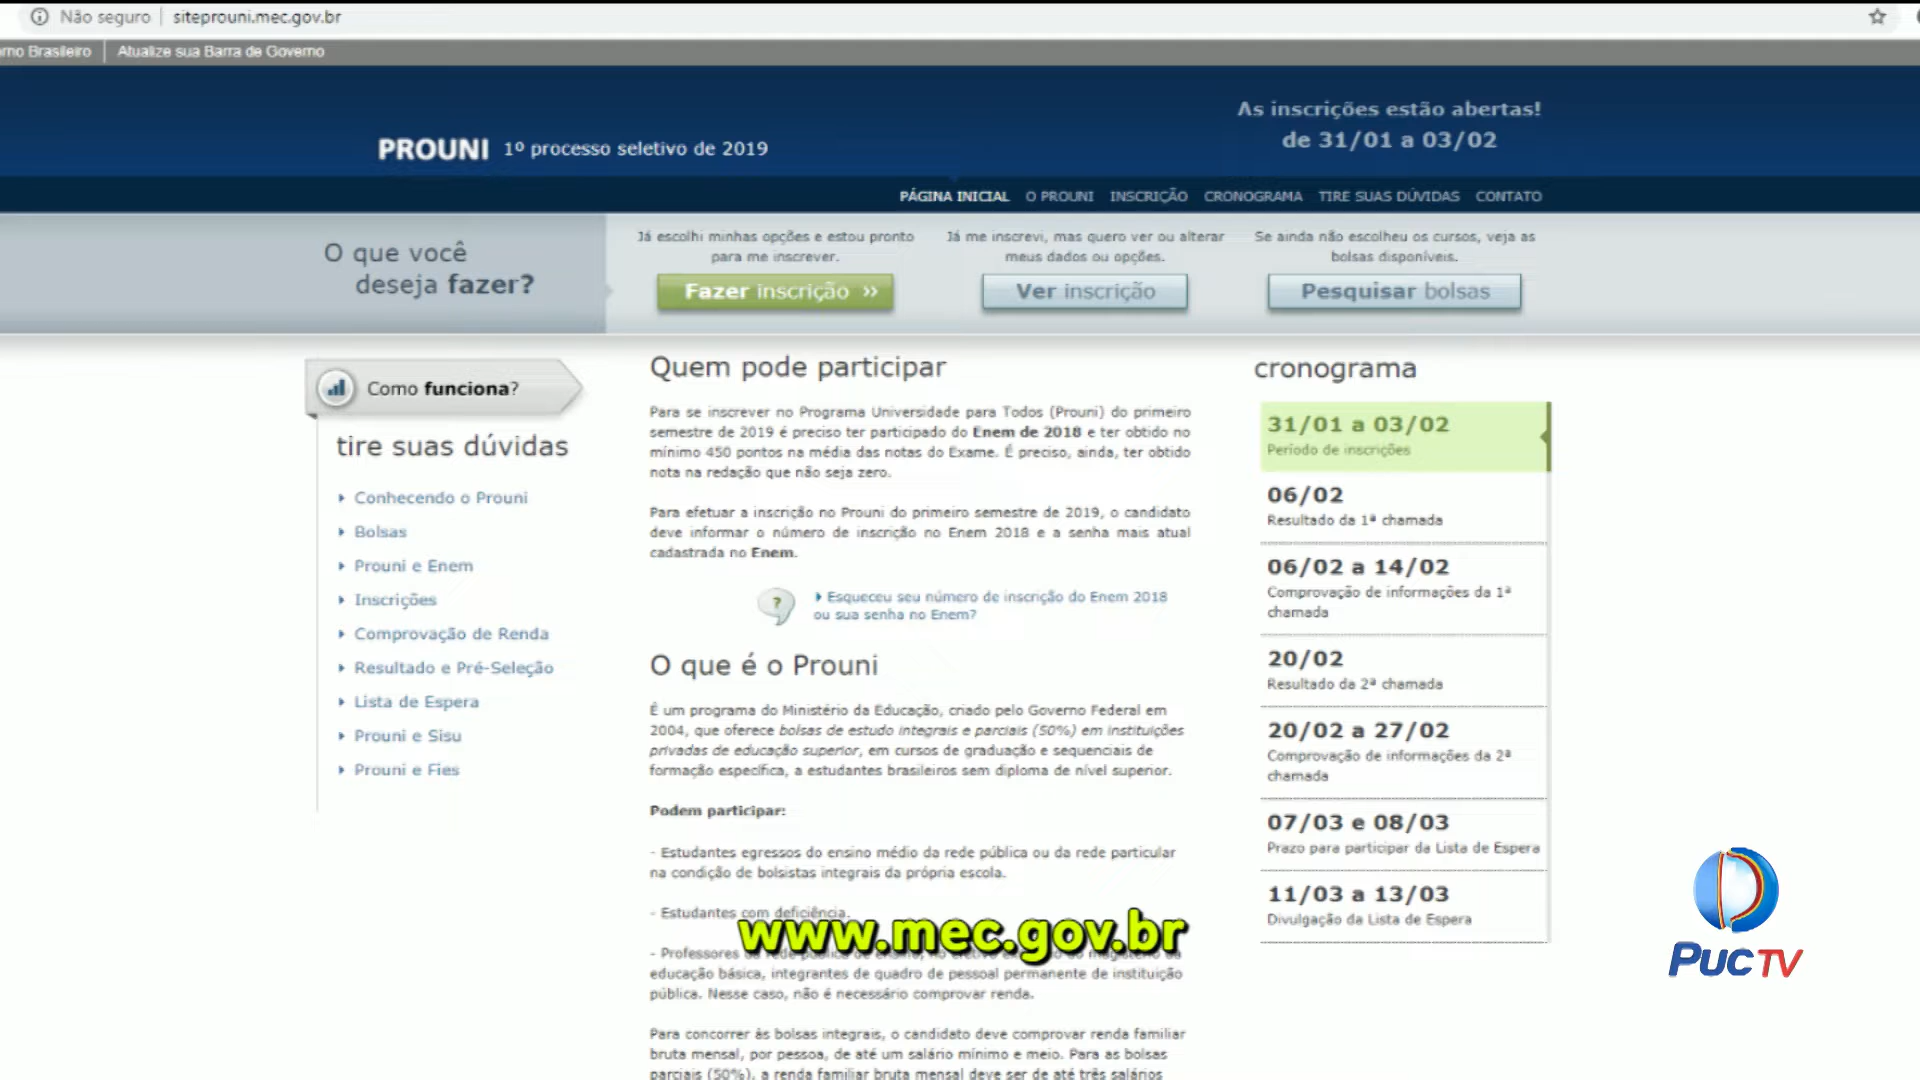 Não seguro | siteprouni.mec.gov.br
rno Brasileiro | Atualize sua Barra de Governo
As inscrições estão abertas!
de 31/01 a 03/02
PROUNI 1º processo seletivo de 2019
PÁGINA INICIAL O PROUNI INSCRIÇÃO CRONOGRAMA TIRE SUAS DÚVIDAS CONTATO
O que você
deseja fazer?
Já escolhi minhas opções e estou pronto
para me inscrever.
Fazer inscrição »
Já me inscrevi, mas quero ver ou alterar
meus dados ou opções.
Ver inscrição
Se ainda não escolheu os cursos, veja as
bolsas disponíveis.
Pesquisar bolsas
Como funciona?
tire suas dúvidas
Conhecendo o Prouni
Bolsas
Prouni e Enem
Inscrições
Comprovação de Renda
Resultado e Pré-Seleção
Lista de Espera
Prouni e Sisu
Prouni e Fies
Quem pode participar
Para se inscrever no Programa Universidade para Todos (Prouni) do primeiro
semestre de 2019 é preciso ter participado do Enem de 2018 e ter obtido no
mínimo 450 pontos na média das notas do Exame. É preciso, ainda, ter obtido
nota na redação que não seja zero.
Para efetuar a inscrição no Prouni do primeiro semestre de 2019, o candidato
deve informar o número de inscrição no Enem 2018 e a senha mais atual
cadastrada no Enem.
?
Esqueceu seu número de inscrição do Enem 2018
ou sua senha no Enem?
O que é o Prouni
É um programa do Ministério da Educação, criado pelo Governo Federal em
2004, que oferece bolsas de estudo integrais e parciais (50%) em instituições
privadas de educação superior, em cursos de graduação e sequenciais de
formação específica, a estudantes brasileiros sem diploma de nível superior.
Podem participar:
- Estudantes egressos do ensino médio da rede pública ou da rede particular
na condição de bolsistas integrais da própria escola.
- Estudantes com deficiência.
www.mec.gov.br
- Professores
educação básica, integrantes de quadro de pessoal permanente de instituição
pública. Nesse caso, não é necessário comprovar renda.
Para concorrer às bolsas integrais, o candidato deve comprovar renda familiar
bruta mensal, por pessoa, de até um salário mínimo e meio. Para as bolsas
parciais (50%), a renda familiar bruta mensal deve ser de até três salários
cronograma
31/01 a 03/02
Período de inscrições
06/02
Resultado da 1ª chamada
06/02 a 14/02
Comprovação de informações da 1ª
chamada
20/02
Resultado da 2ª chamada
20/02 a 27/02
Comprovação de informações da 2ª
chamada
07/03 e 08/03
Prazo para participar da Lista de Espera
11/03 a 13/03
Divulgação da Lista de Espera
PUC TV